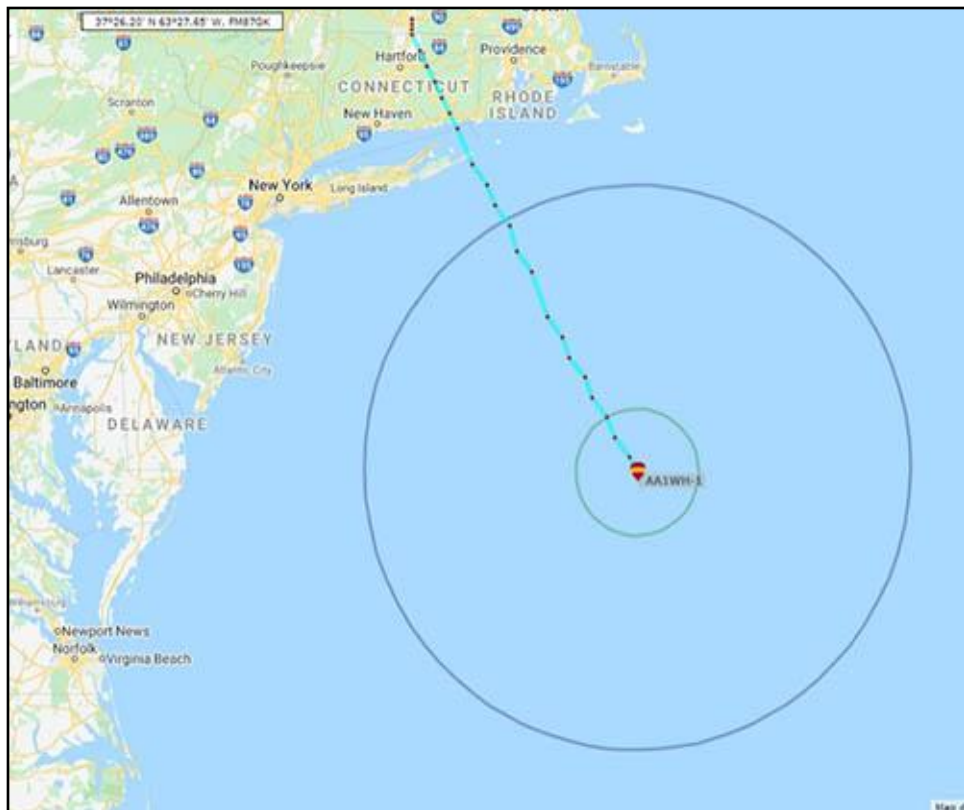 37°26.20' N 63°27.65' W, FM87GK
Hartford
Providence
Poughkeepsie
CONNECTICUT
Barnstable
RHODE
ISLAND
Scranton
New Haven
New York
Long Island
Allentown
Lancaster
Philadelphia
Cherry Hill
Wilmington
NEW JERSEY
Atlantic City
Baltimore
Annapolis
DELAWARE
AA1WH-1
Newport News
Norfolk
Virginia Beach